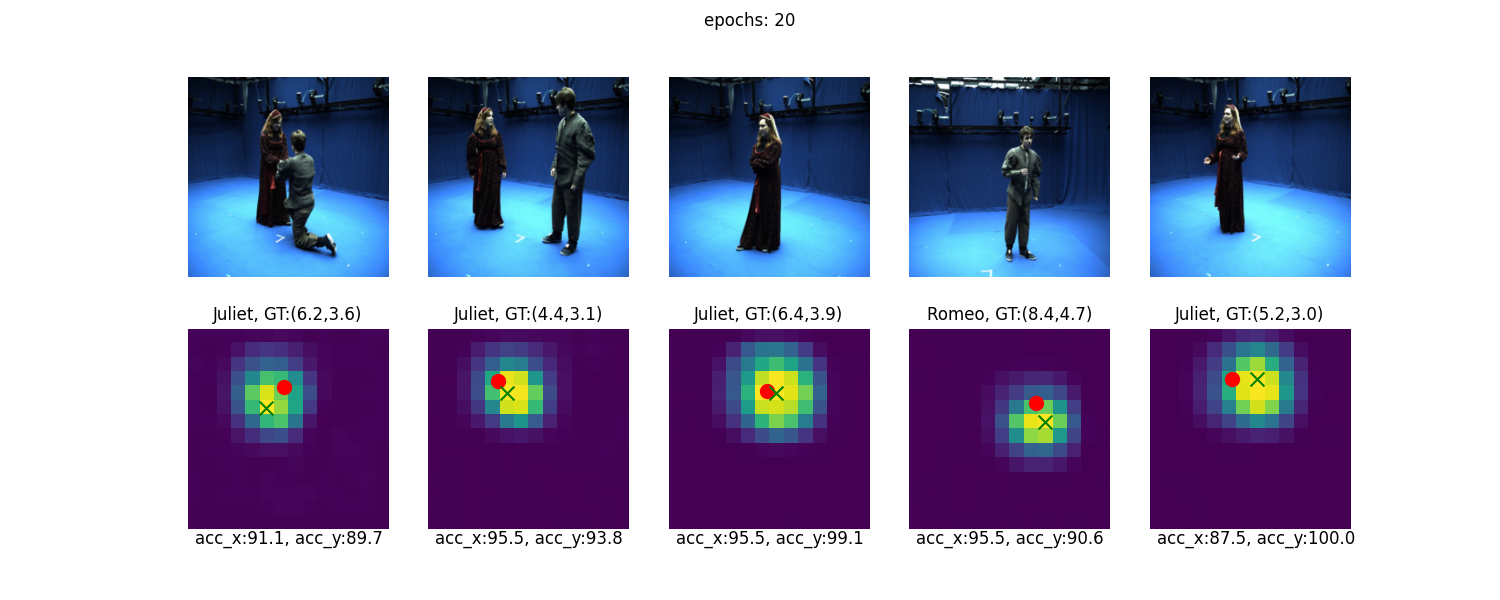 epochs: 20
Juliet, GT:(6.2,3.6)
Juliet, GT:(4.4,3.1)
Juliet, GT:(6.4,3.9)
Romeo, GT:(8.4,4.7)
Juliet, GT:(5.2,3.0)
acc_x:91.1, acc_y:89.7
acc_x:95.5, acc_y:93.8
acc_x:95.5, acc_y:99.1
acc_x:95.5, acc_y:90.6
acc_x:87.5, acc_y:100.0